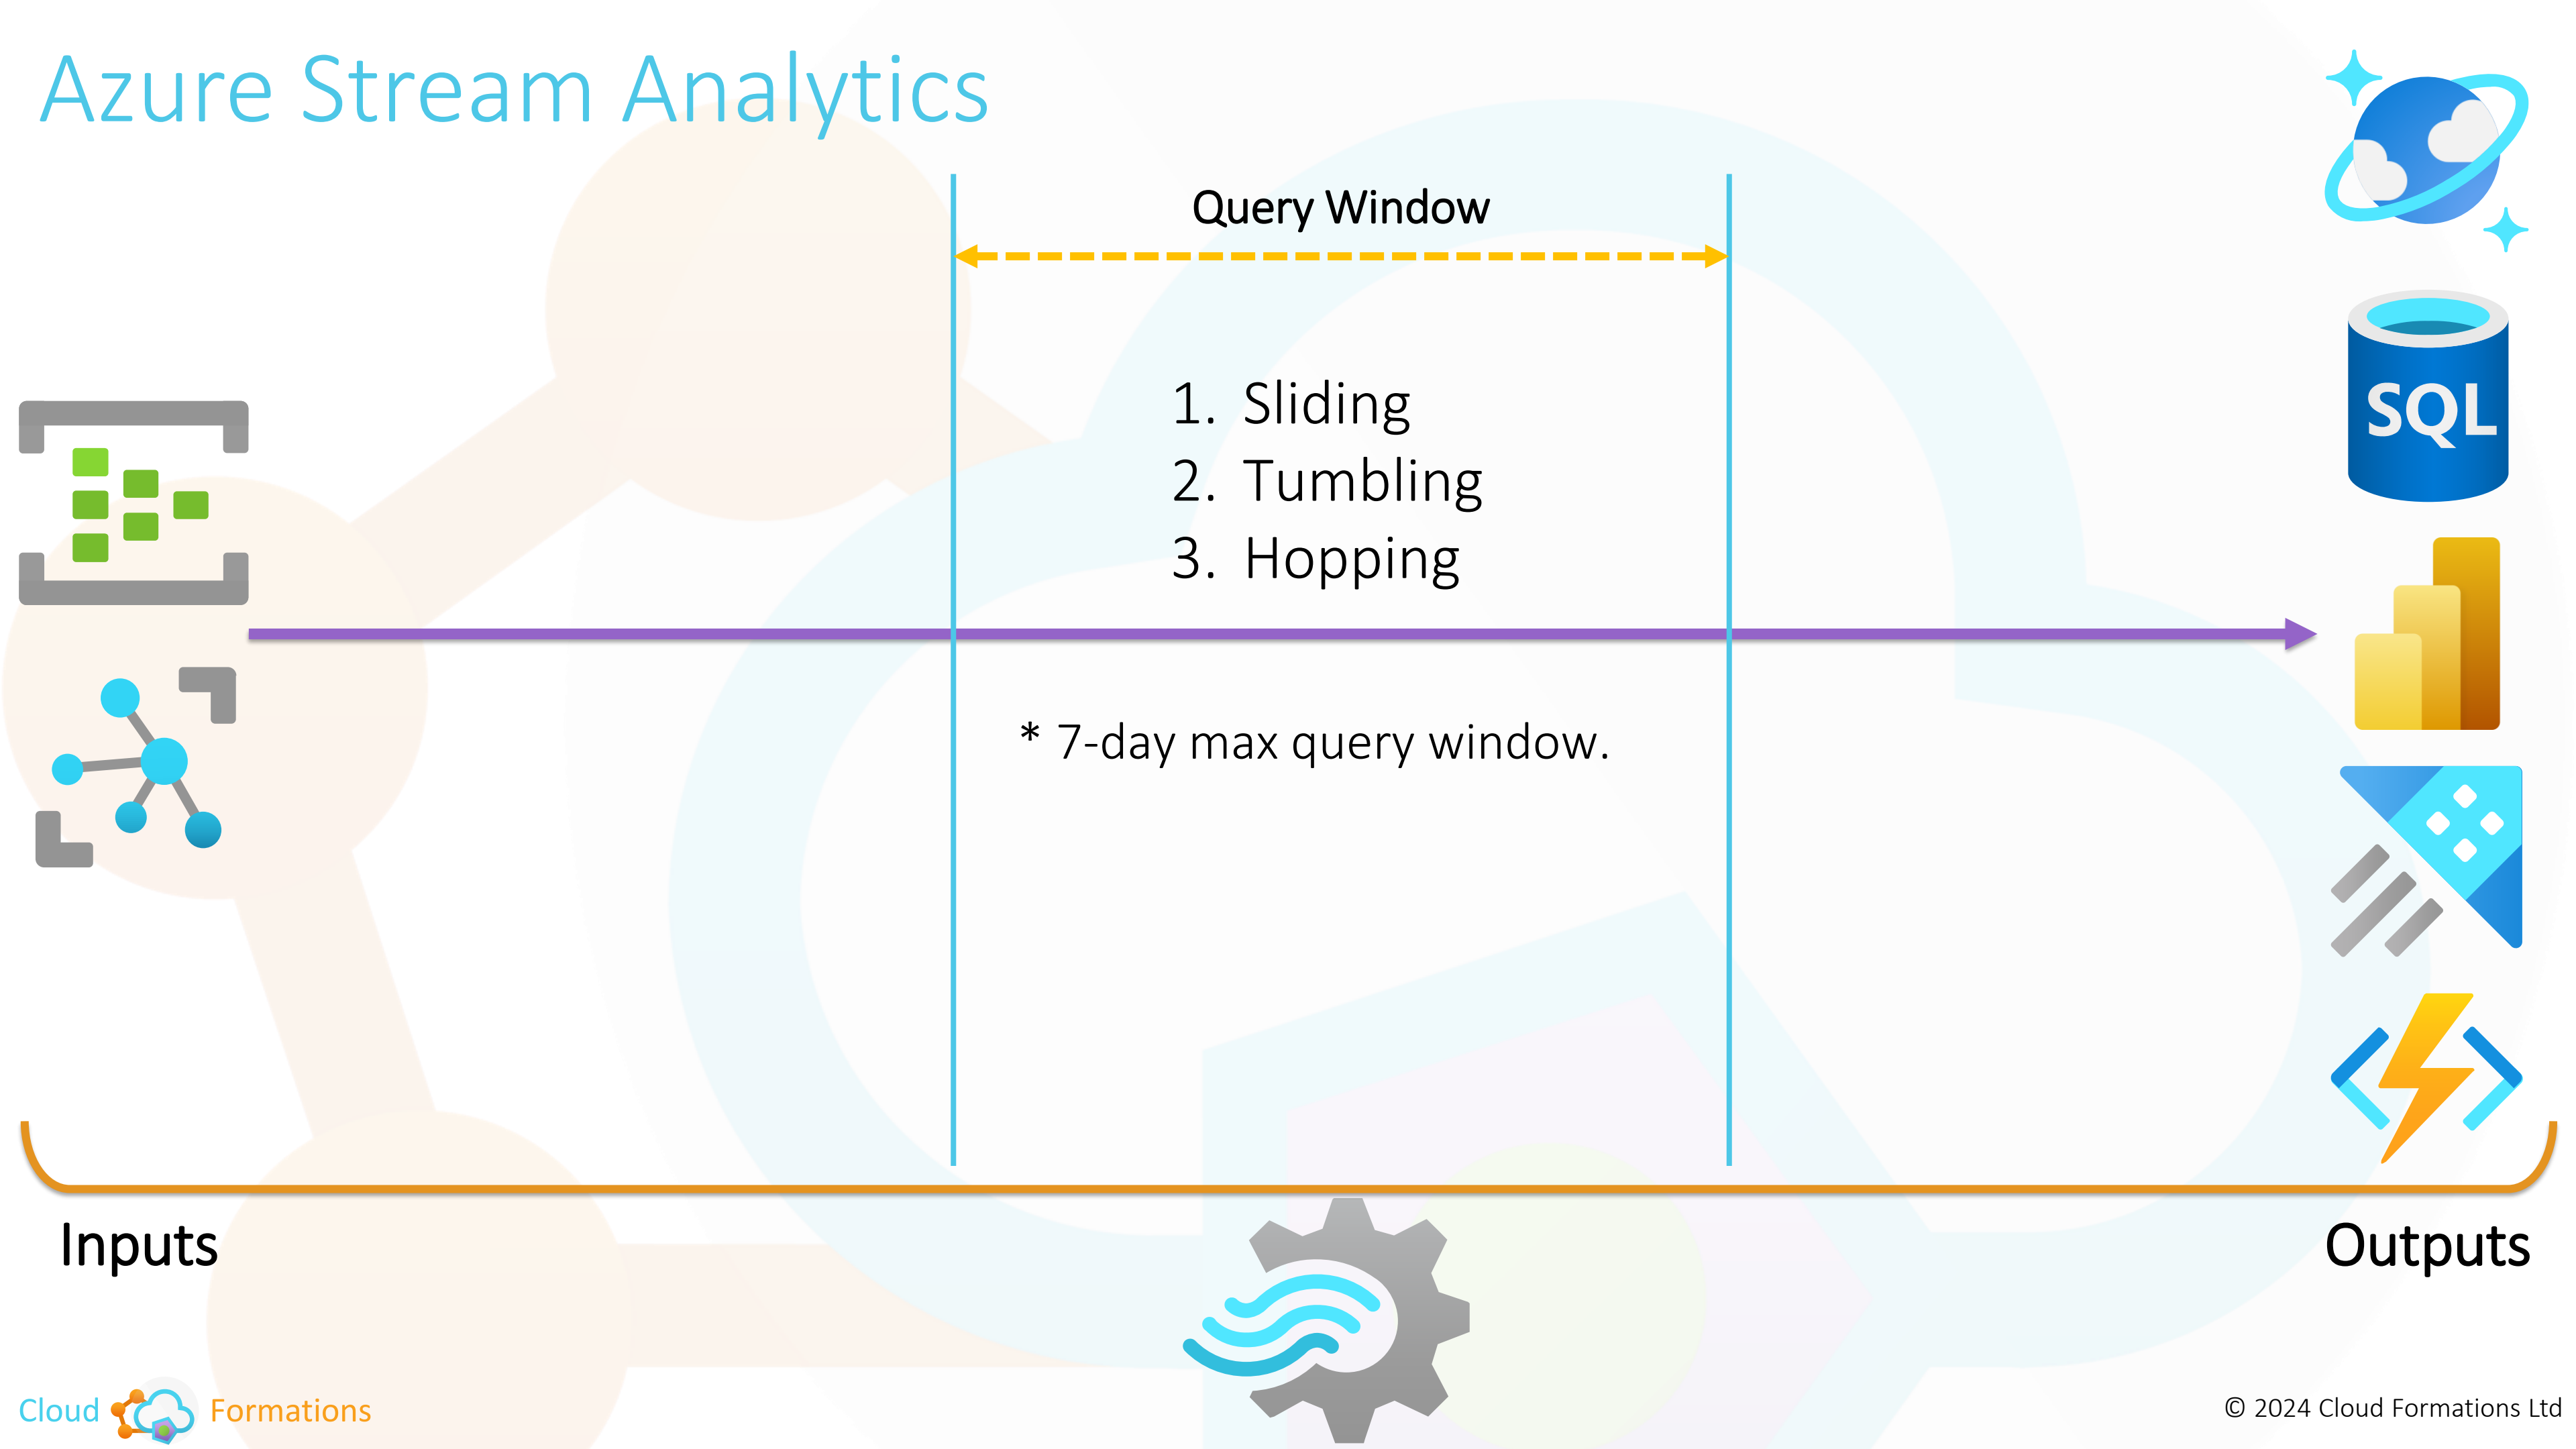 Azure Stream Analytics
Query Window
1. Sliding
2. Tumbling
3. Hopping
* 7-day max query window.
SQL
Inputs
Outputs
Cloud Formations
© 2024 Cloud Formations Ltd